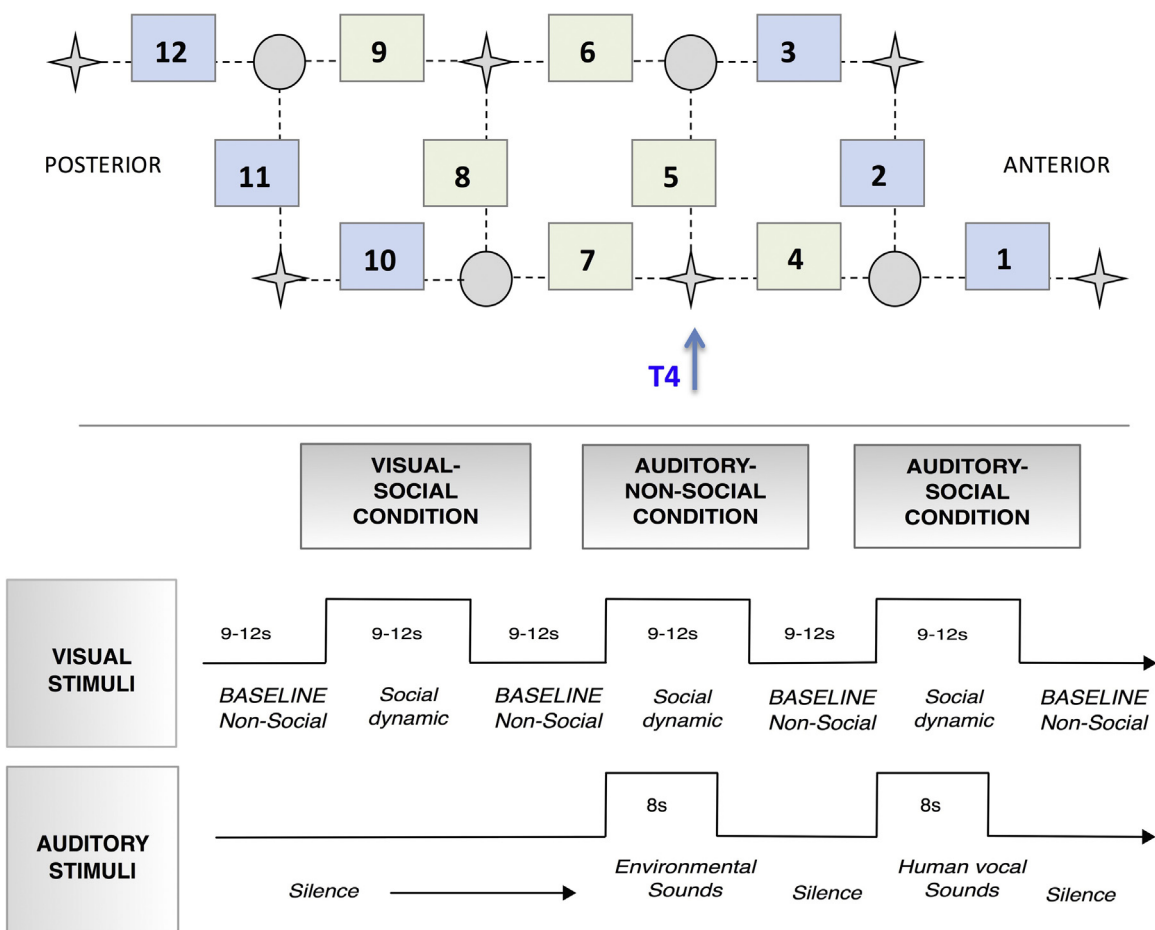 12
9
6
3
POSTERIOR
11
8
5
2
ANTERIOR
10
7
4
1
T4
VISUAL-
SOCIAL
CONDITION
AUDITORY-
NON-SOCIAL
CONDITION
AUDITORY-
SOCIAL
CONDITION
VISUAL
STIMULI
9-12s
9-12s
9-12s
9-12s
9-12s
9-12s
BASELINE
Non-Social
Social
dynamic
BASELINE
Non-Social
Social
dynamic
BASELINE
Non-Social
Social
dynamic
BASELINE
Non-Social
AUDITORY
STIMULI
8s
8s
Silence
Environmental
Sounds
Silence
Human vocal
Sounds
Silence